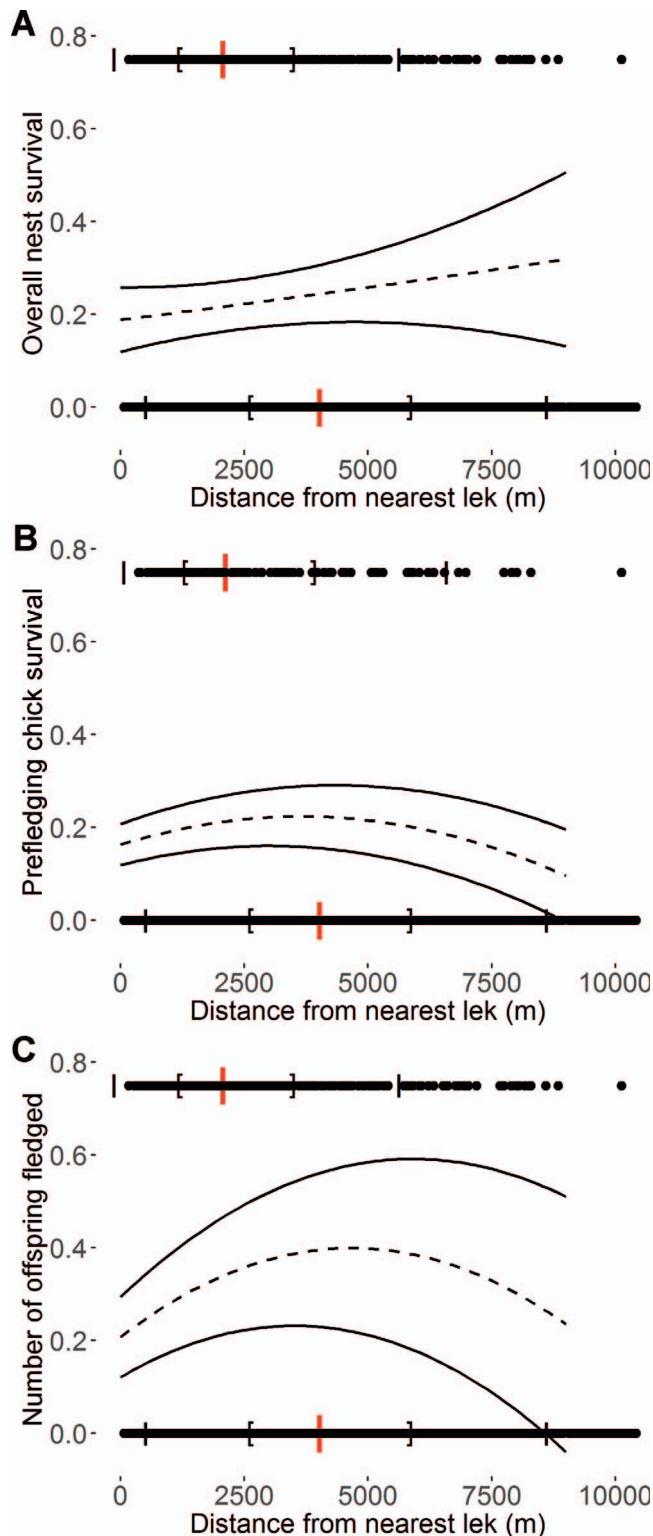 A
Overall nest survival
0.8
0.6
0.4
0.2
0.0
0 2500 5000 7500 10000
Distance from nearest lek (m)
B
Prefledging chick survival
0.8
0.6
0.4
0.2
0.0
0 2500 5000 7500 10000
Distance from nearest lek (m)
C
Number of offspring fledged
0.8
0.6
0.4
0.2
0.0
0 2500 5000 7500 10000
Distance from nearest lek (m)